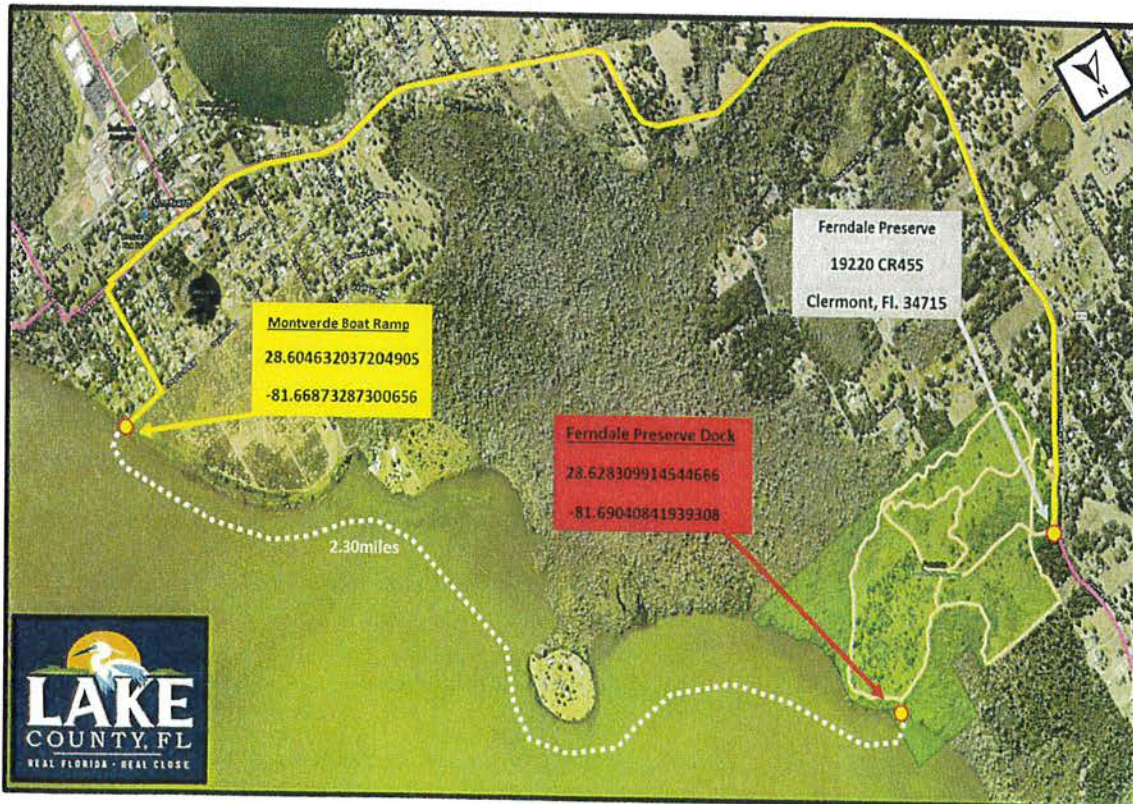 N
Ferndale Preserve
19220 CR455
Clermont, Fl. 34715
Montverde Boat Ramp
28.604632037204905
-81.66873287300656
Ferndale Preserve Dock
28.628309914544666
-81.69040841939308
2.30miles
LAKE
COUNTY, FL
REAL FLORIDA · REAL CLOSE